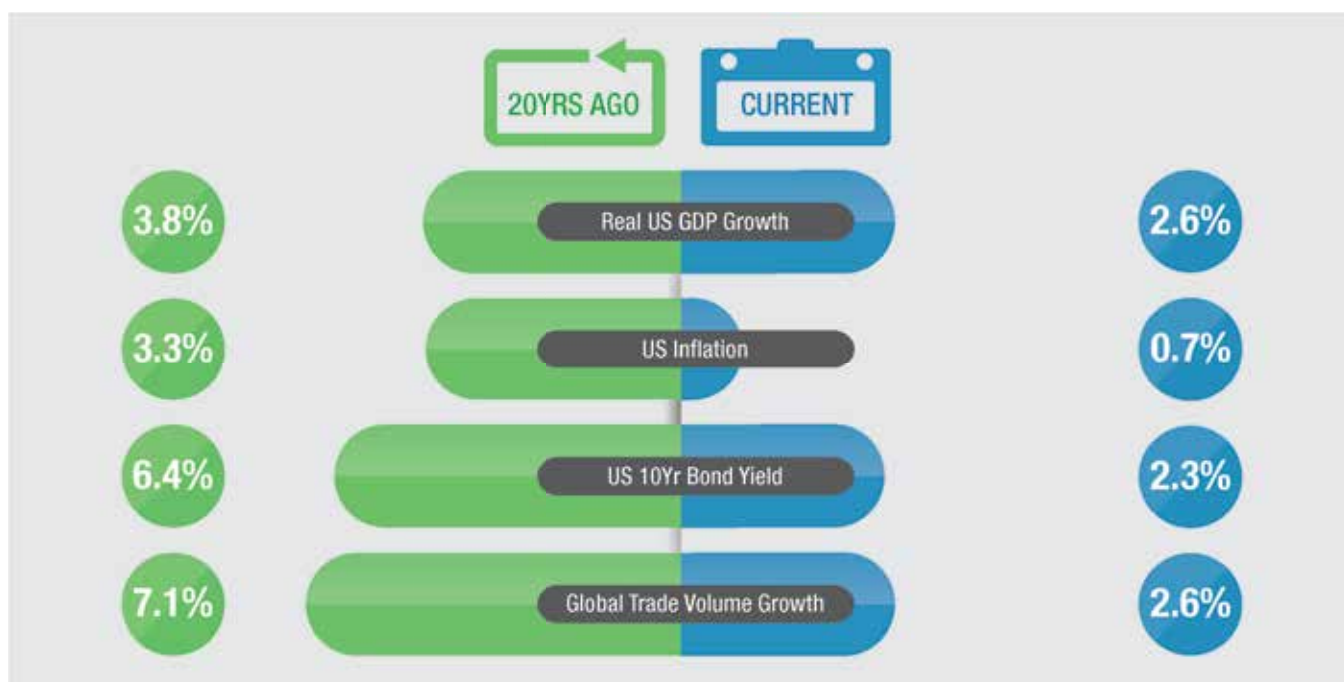 20YRS AGO
CURRENT
3.8%
Real US GDP Growth
2.6%
3.3%
US Inflation
0.7%
6.4%
US 10Yr Bond Yield
2.3%
7.1%
Global Trade Volume Growth
2.6%